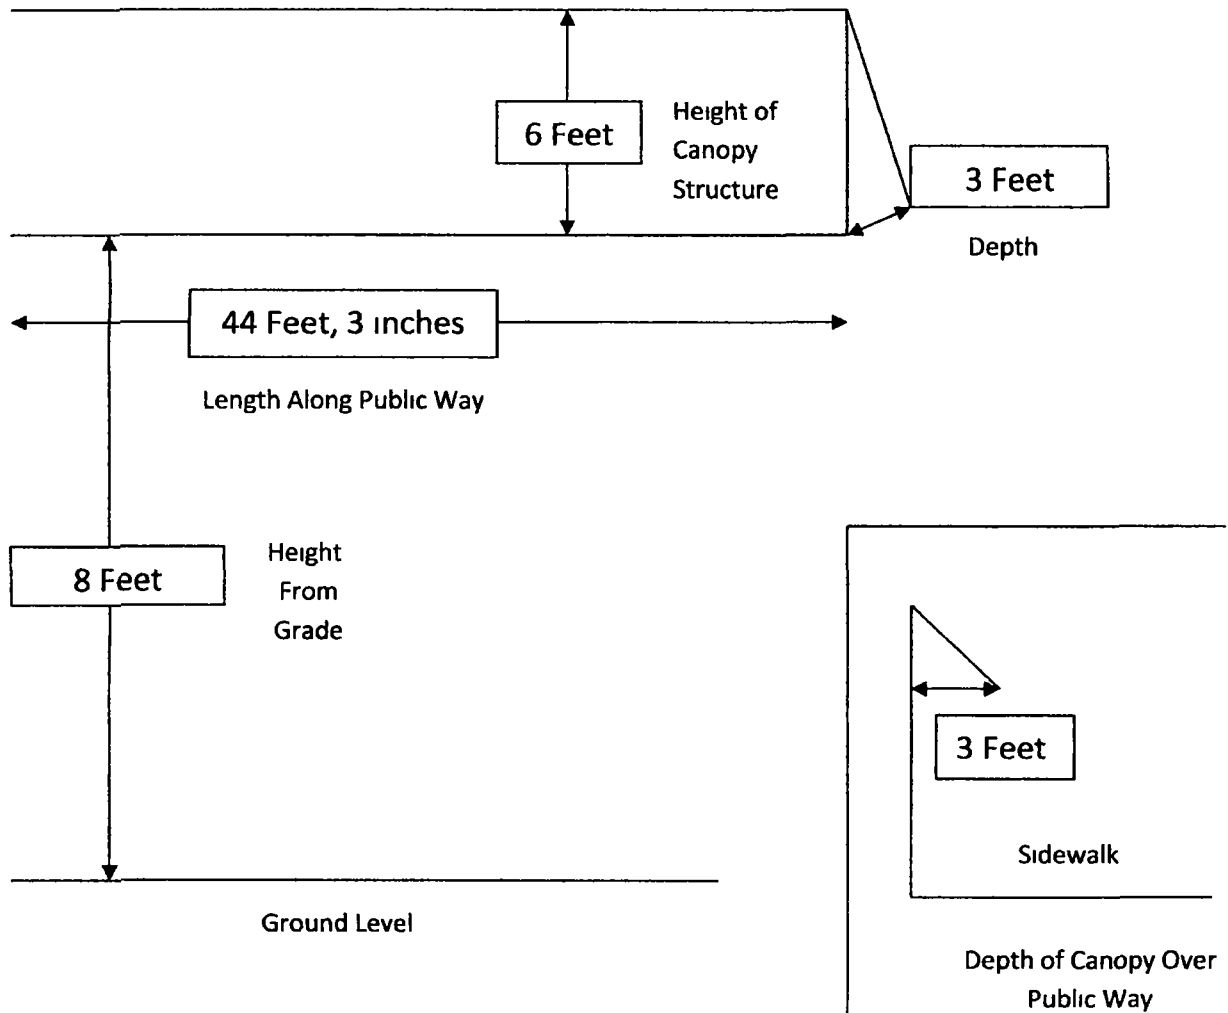 6 Feet
Height of
Canopy
Structure
3 Feet
Depth
44 Feet, 3 inches
Length Along Public Way
8 Feet
Height
From
Grade
3 Feet
Sidewalk
Ground Level
Depth of Canopy Over
Public Way